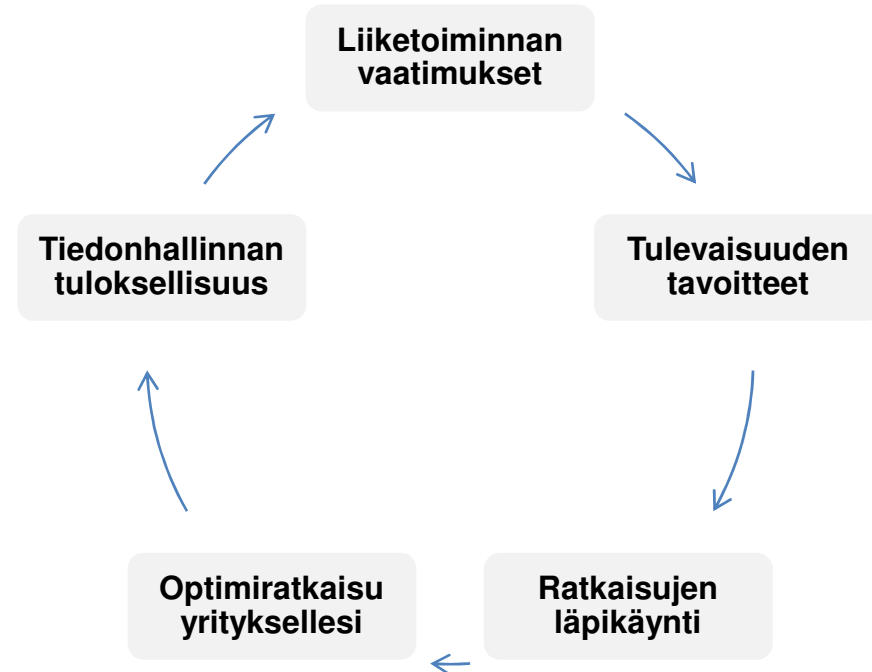 Liiketoiminnan
vaatimukset
Tulevaisuuden
tavoitteet
Ratkaisujen
läpikäynti
Optimiratkaisu
yrityksellesi
Tiedonhallinnan
tuloksellisuus